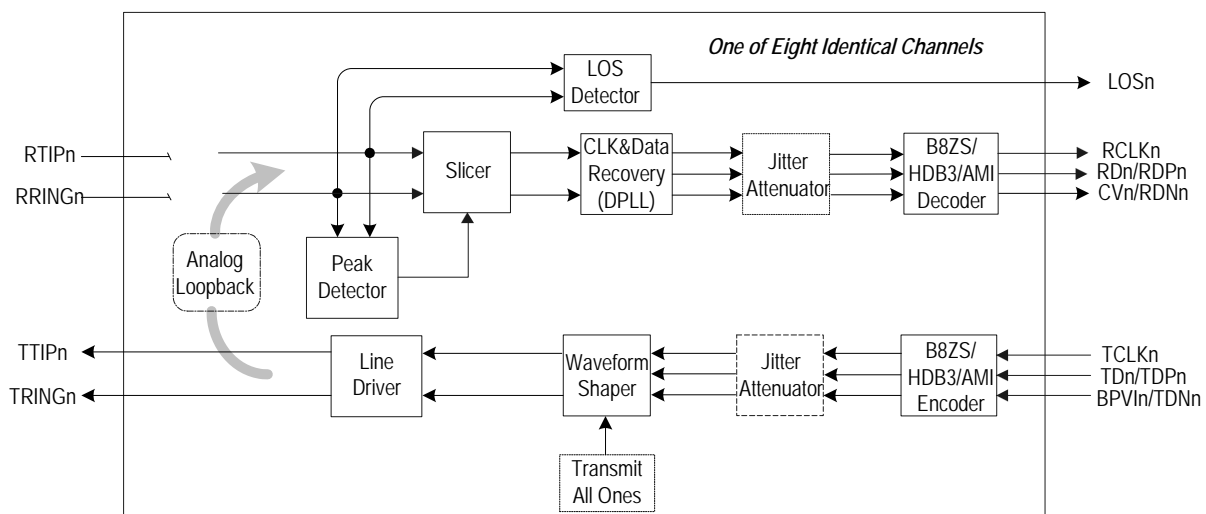 One of Eight Identical Channels
LOS
Detector
LOSn
RTIPn
RRINGn
Slicer
CLK&Data
Recovery
(DPLL)
Jitter
Attenuator
B8ZS/
HDB3/AMI
Decoder
RCLKn
RDn/RDPn
CVn/RDNn
Analog
Loopback
Peak
Detector
TTIPn
TRINGn
Line
Driver
Waveform
Shaper
Jitter
Attenuator
B8ZS/
HDB3/AMI
Encoder
TCLKn
TDn/TDPn
BPVIn/TDNn
Transmit
All Ones